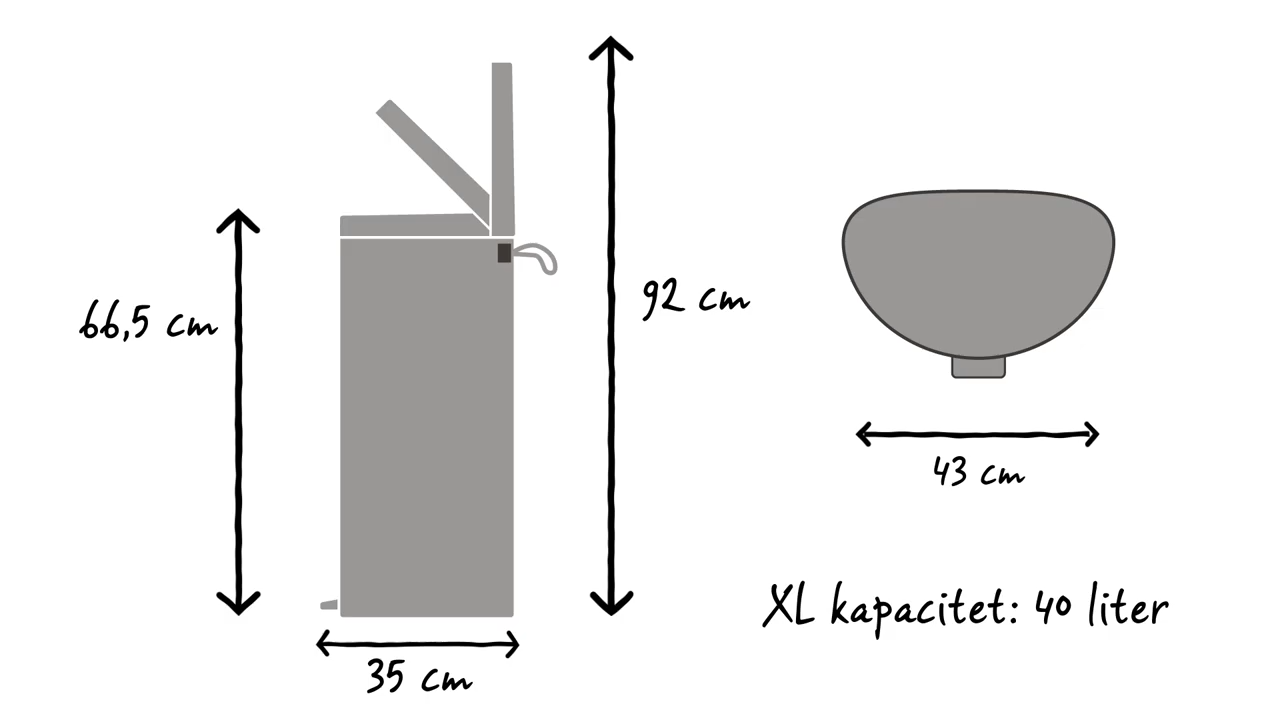 66,5 cm
92 cm
35 cm
43 cm
XL kapacitet: 40 liter